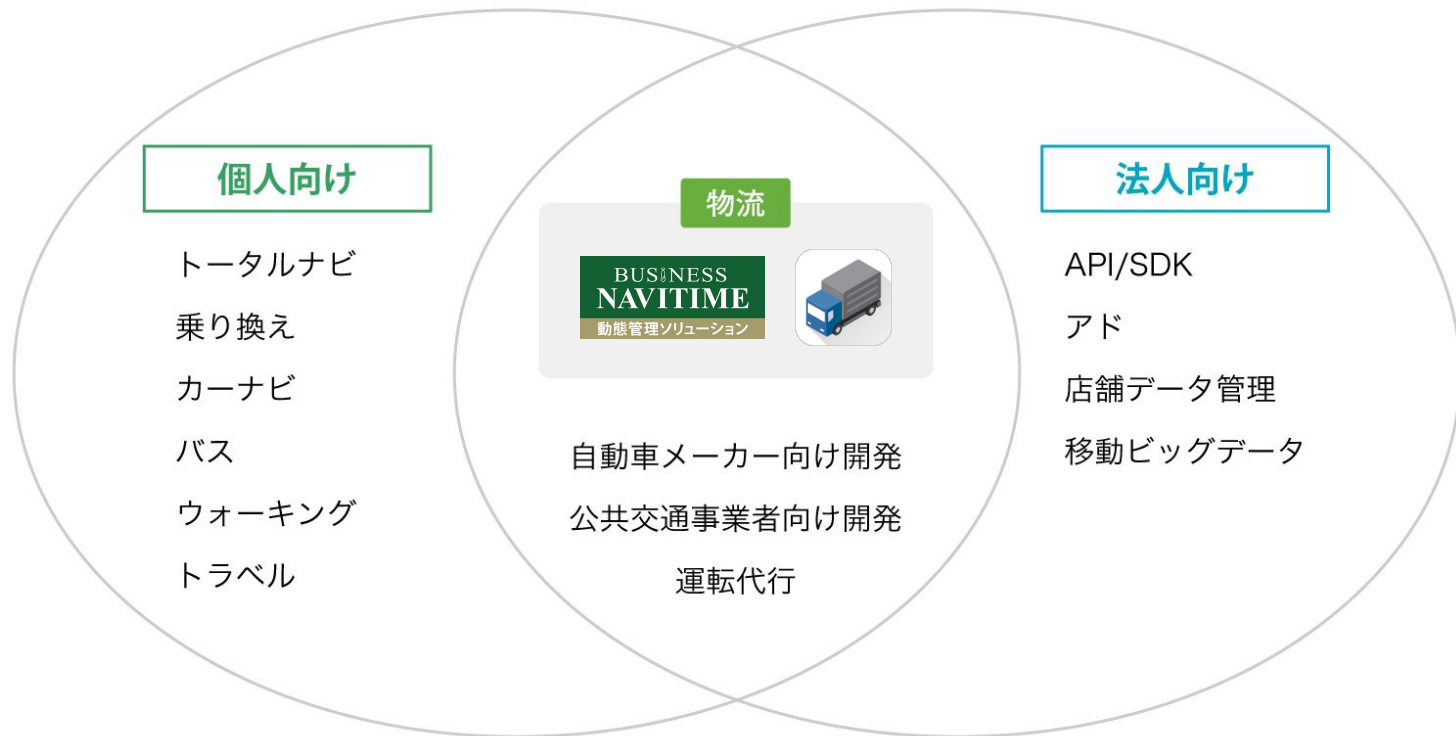 個人向け
トータルナビ
乗り換え
カーナビ
バス
ウォーキング
トラベル
物流
BUSINESS
NAVITIME
動態管理ソリューション
自動車メーカー向け開発
公共交通事業者向け開発
運転代行
法人向け
API/SDK
アド
店舗データ管理
移動ビッグデータ